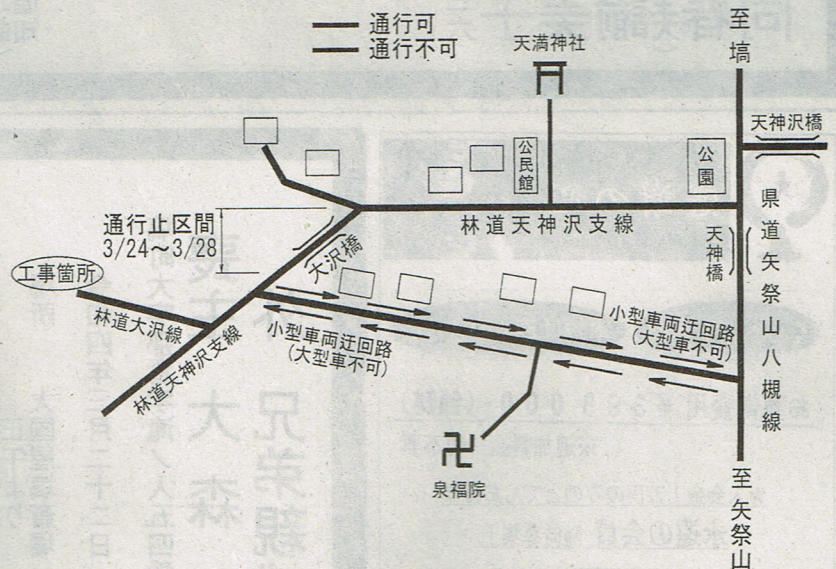 通行可
通行不可
天満神社
至塙
天神沢橋
公民館
公園
林道天神沢支線
県道矢祭山八槻線
天神橋
通行止区間
3/24〜3/28
大沢橋
工事箇所
林道大沢線
林道天神沢支線
小型車両迂回路
(大型車不可)
小型車両迂回路
(大型車不可)
泉福院
至矢祭山